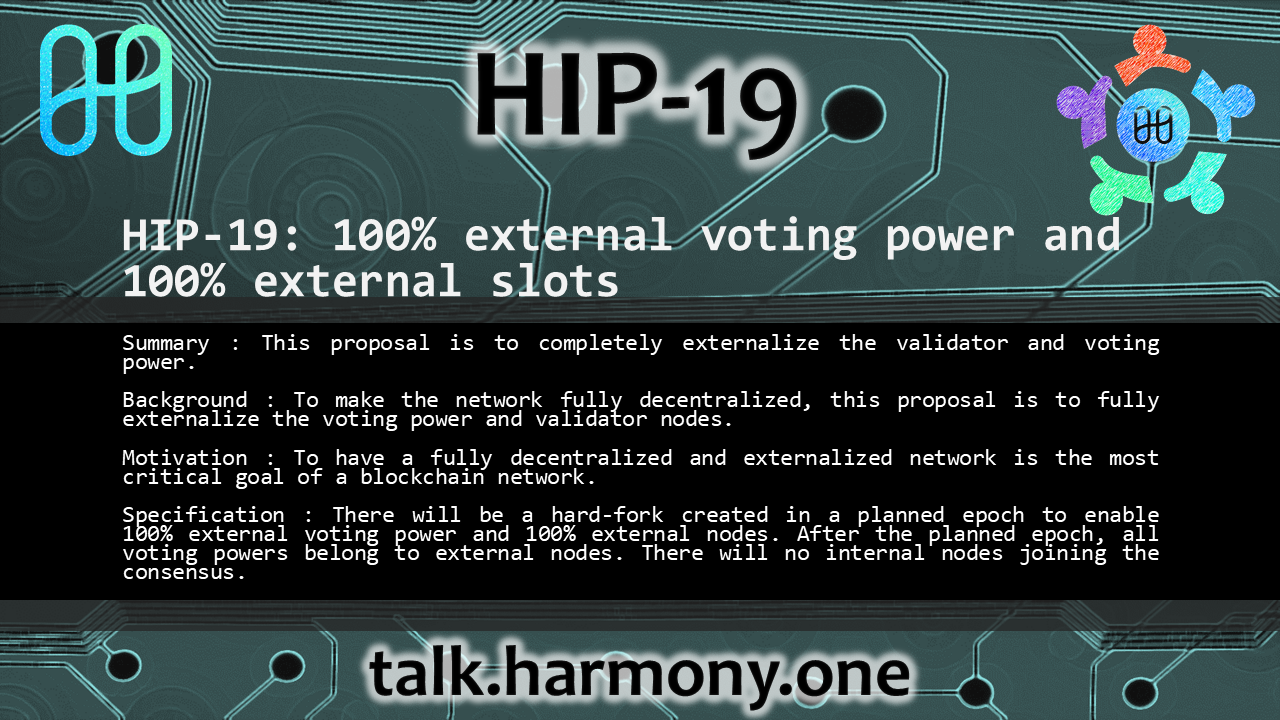 HIP-19
HIP-19: 100% external voting power and
100% external slots
Summary : This proposal is to completely externalize the validator and voting
power.
Background : To make the network fully decentralized, this proposal is to fully
externalize the voting power and validator nodes.
Motivation : To have a fully decentralized and externalized network is the most
critical goal of a blockchain network.
Specification : There will be a hard-fork created in a planned epoch to enable
100% external voting power and 100% external nodes. After the planned epoch, all
voting powers belong to external nodes. There will no internal nodes joining the
consensus.
talk.harmony.one